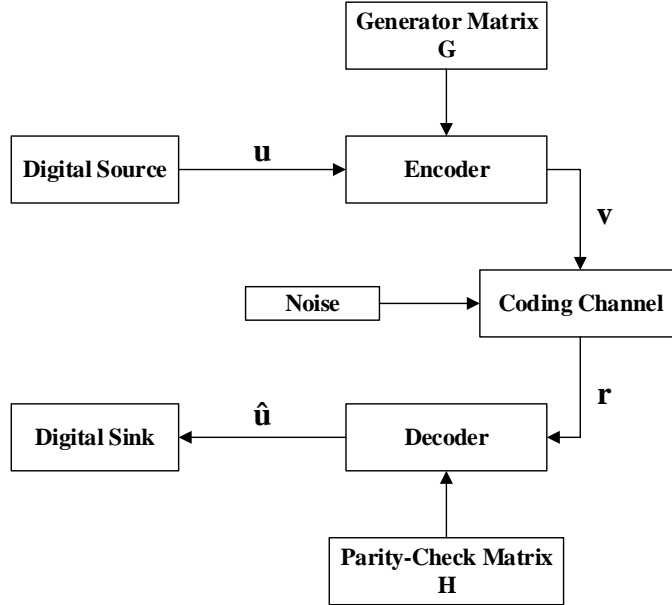 Generator Matrix
G
Digital Source
u
Encoder
v
Noise
Coding Channel
r
Digital Sink
û
Decoder
Parity-Check Matrix
H